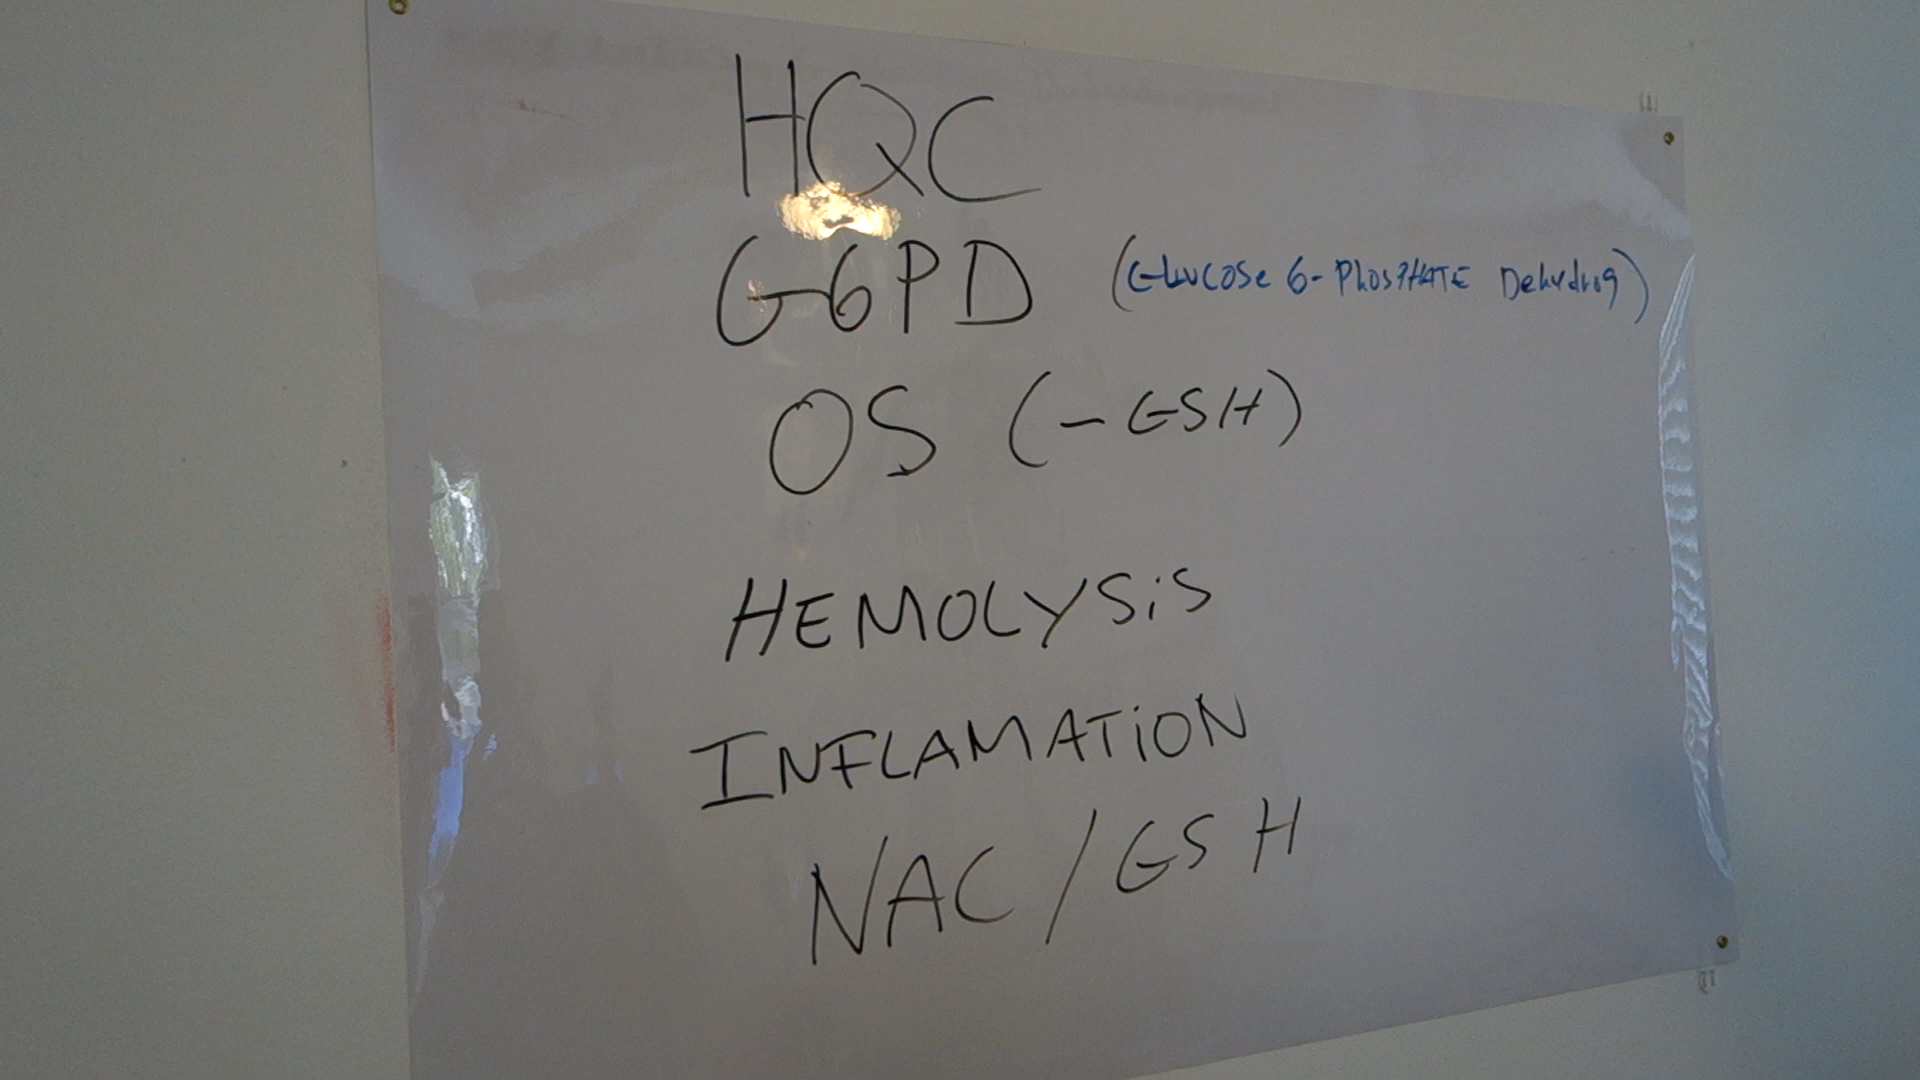 HQC
G6PD (GLUCOSe 6-PhosPHATE Dehydrog)
OS (-GSH)
HEMOLYSiS
INFLAMATiON
NAC/GSH